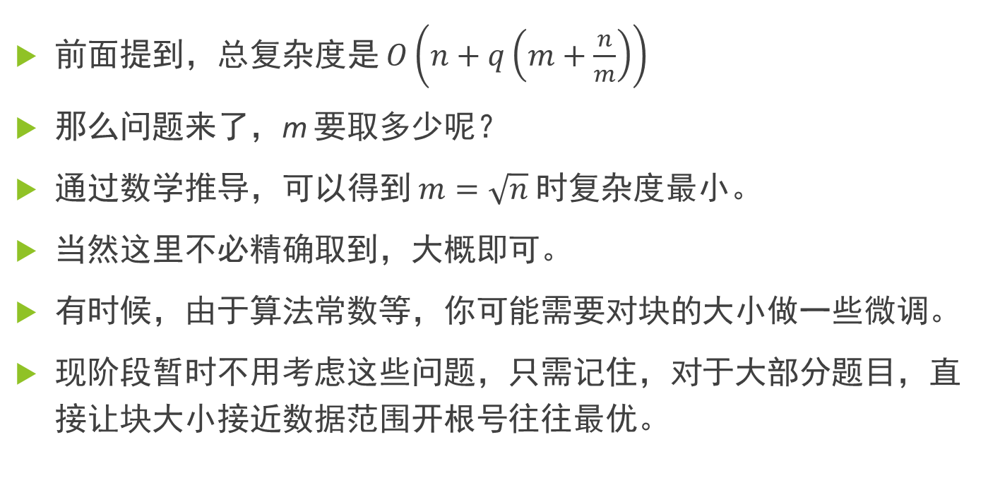 ▶ 前面提到，总复杂度是 $O\left(n+q\left(m+\frac{n}{m}\right)\right)$
▶ 那么问题来了，m 要取多少呢？
▶ 通过数学推导，可以得到 $m=\sqrt{n}$ 时复杂度最小。
▶ 当然这里不必精确取到，大概即可。
▶ 有时候，由于算法常数等，你可能需要对块的大小做一些微调。
▶ 现阶段暂时不用考虑这些问题，只需记住，对于大部分题目，直
接让块大小接近数据范围开根号往往最优。